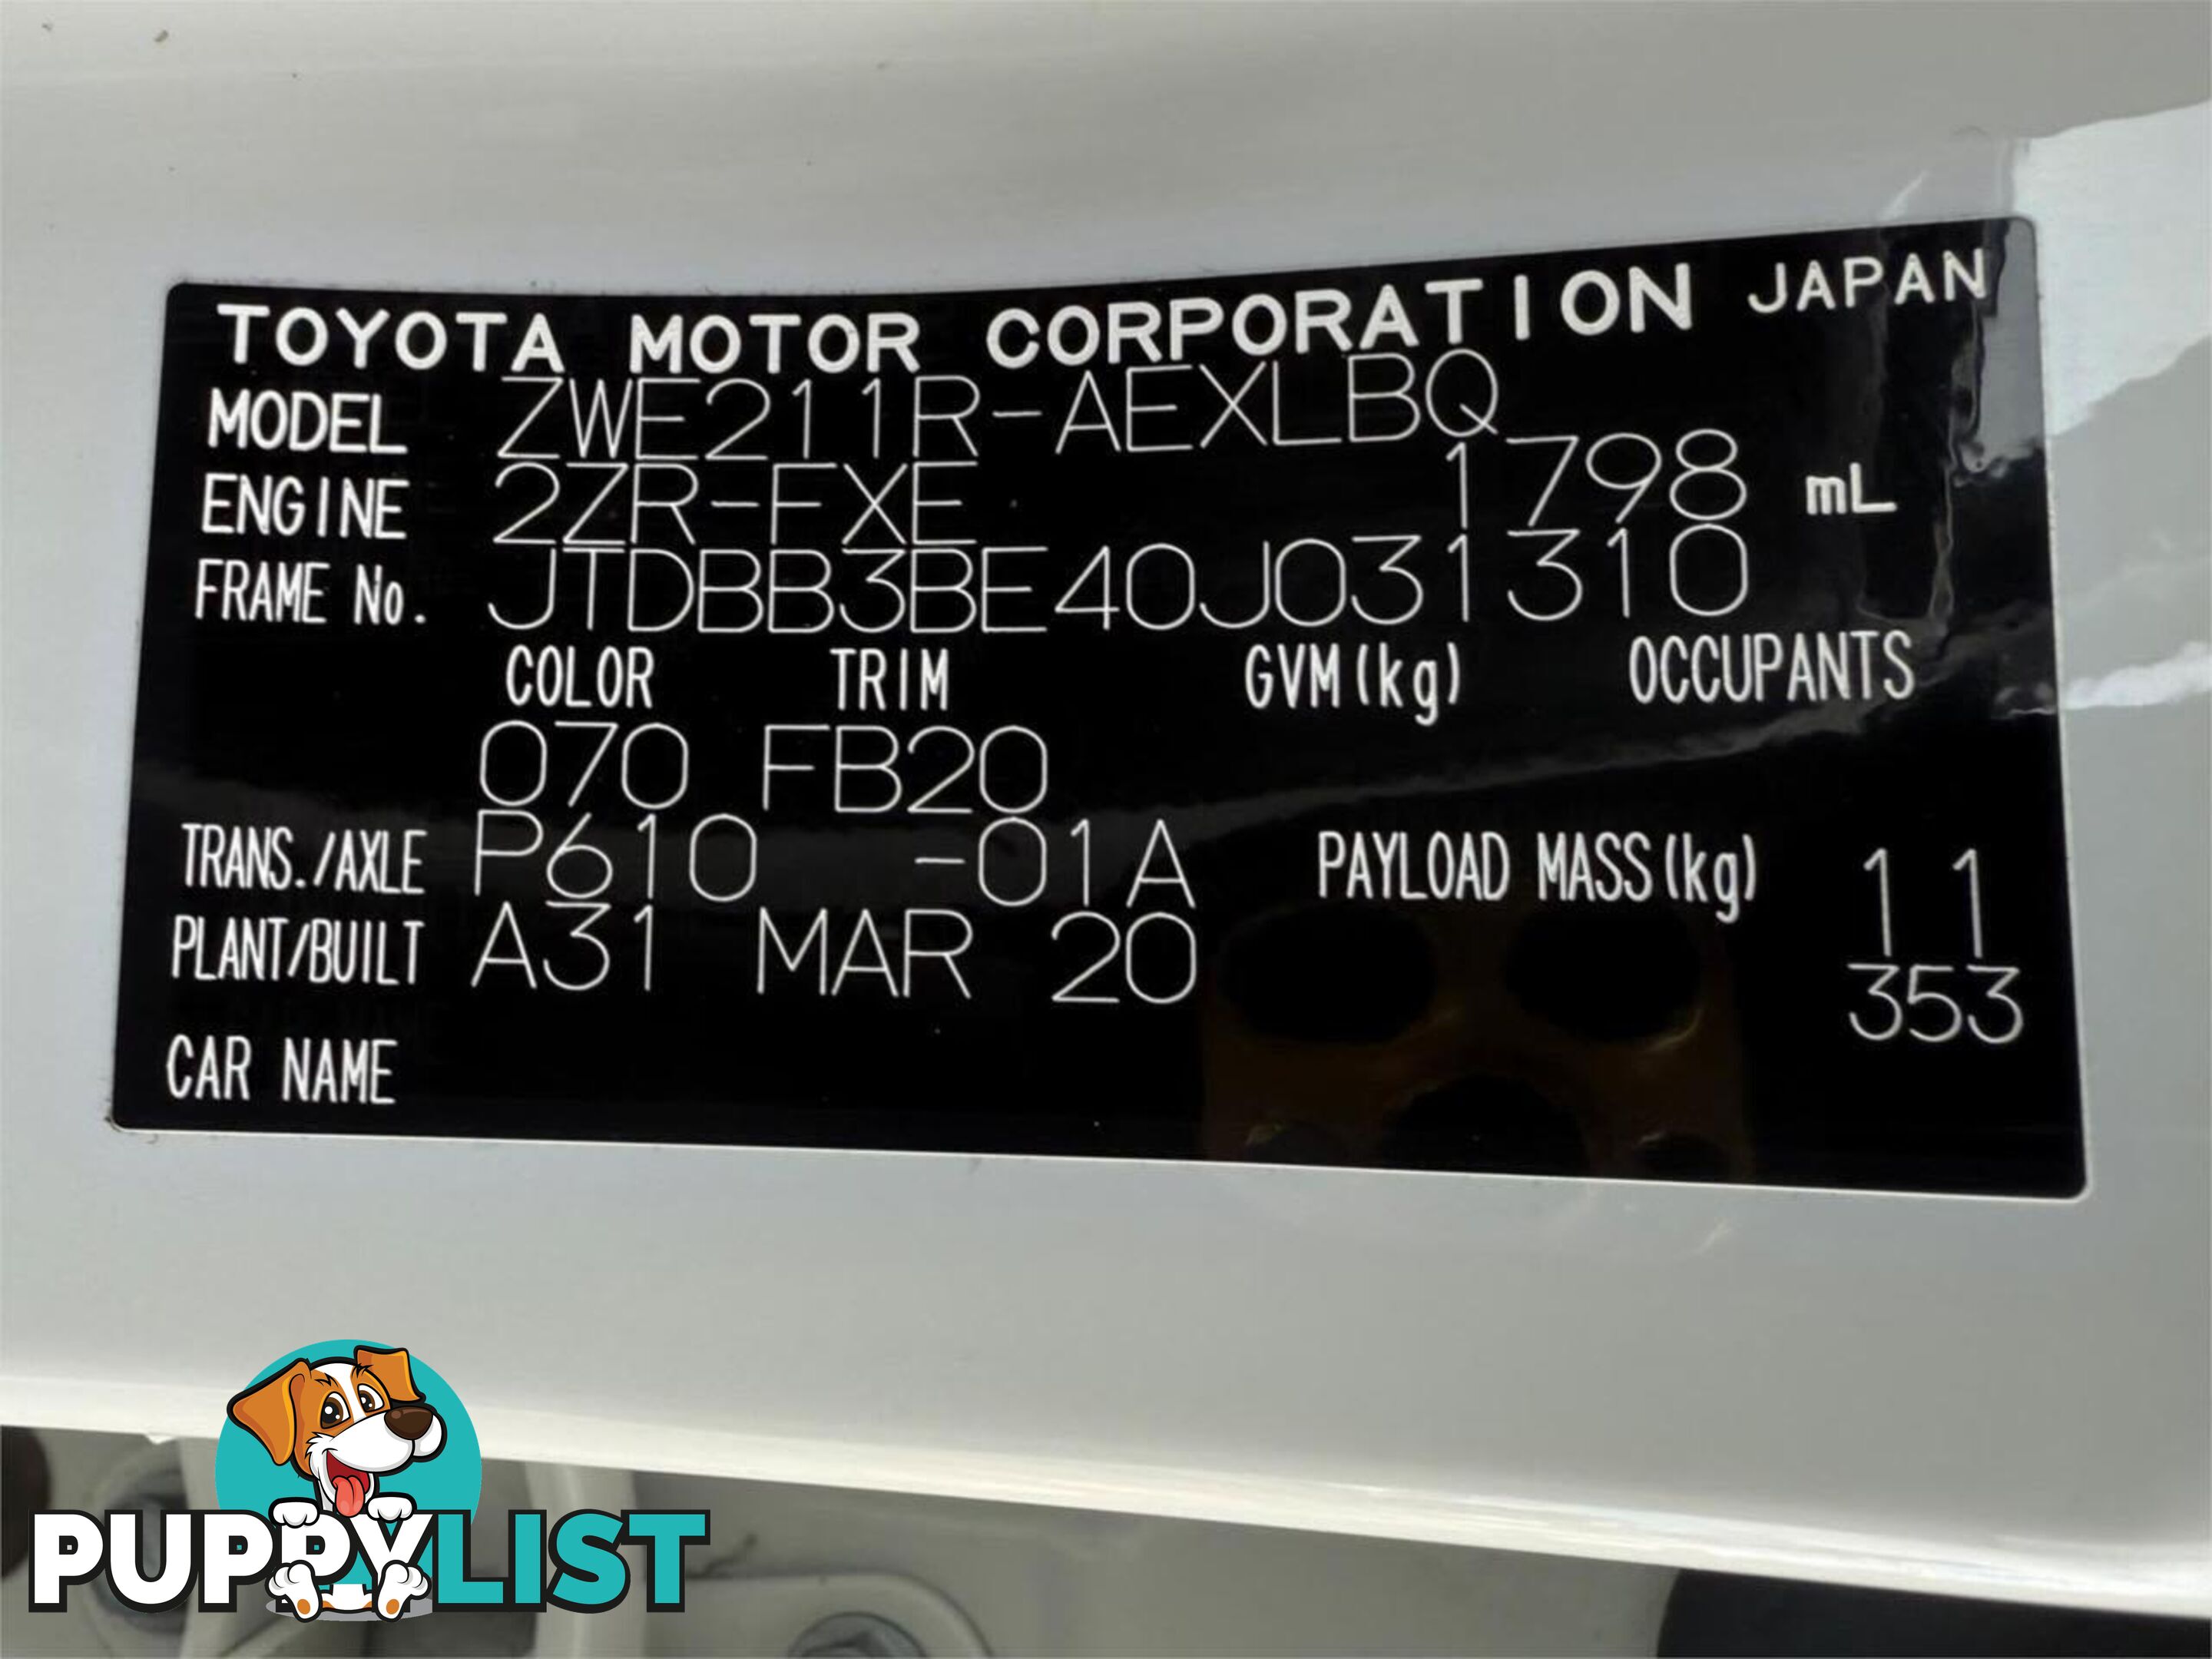 TOYOTA MOTOR CORPORATION JAPAN
MODEL ZWE211R-AEXLBQ
ENGINE 2ZR-FXE 1798 mL
FRAME No. JTDBB3BE40J031310
COLOR TRIM GVM(kg) OCCUPANTS
070 FB20
TRANS./AXLE P610 -01A PAYLOAD MASS(kg) 11
PLANT/BUILT A31 MAR 20 353
CAR NAME
PUPPYLIST